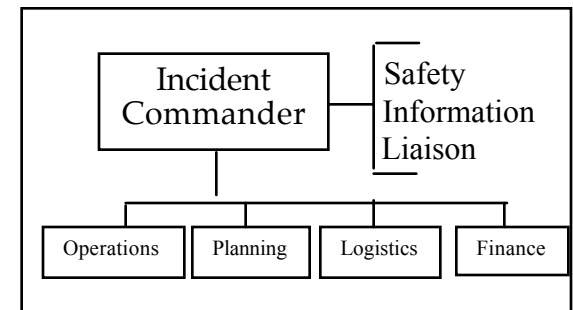 Incident
Commander
Safety
Information
Liaison
Operations
Planning
Logistics
Finance